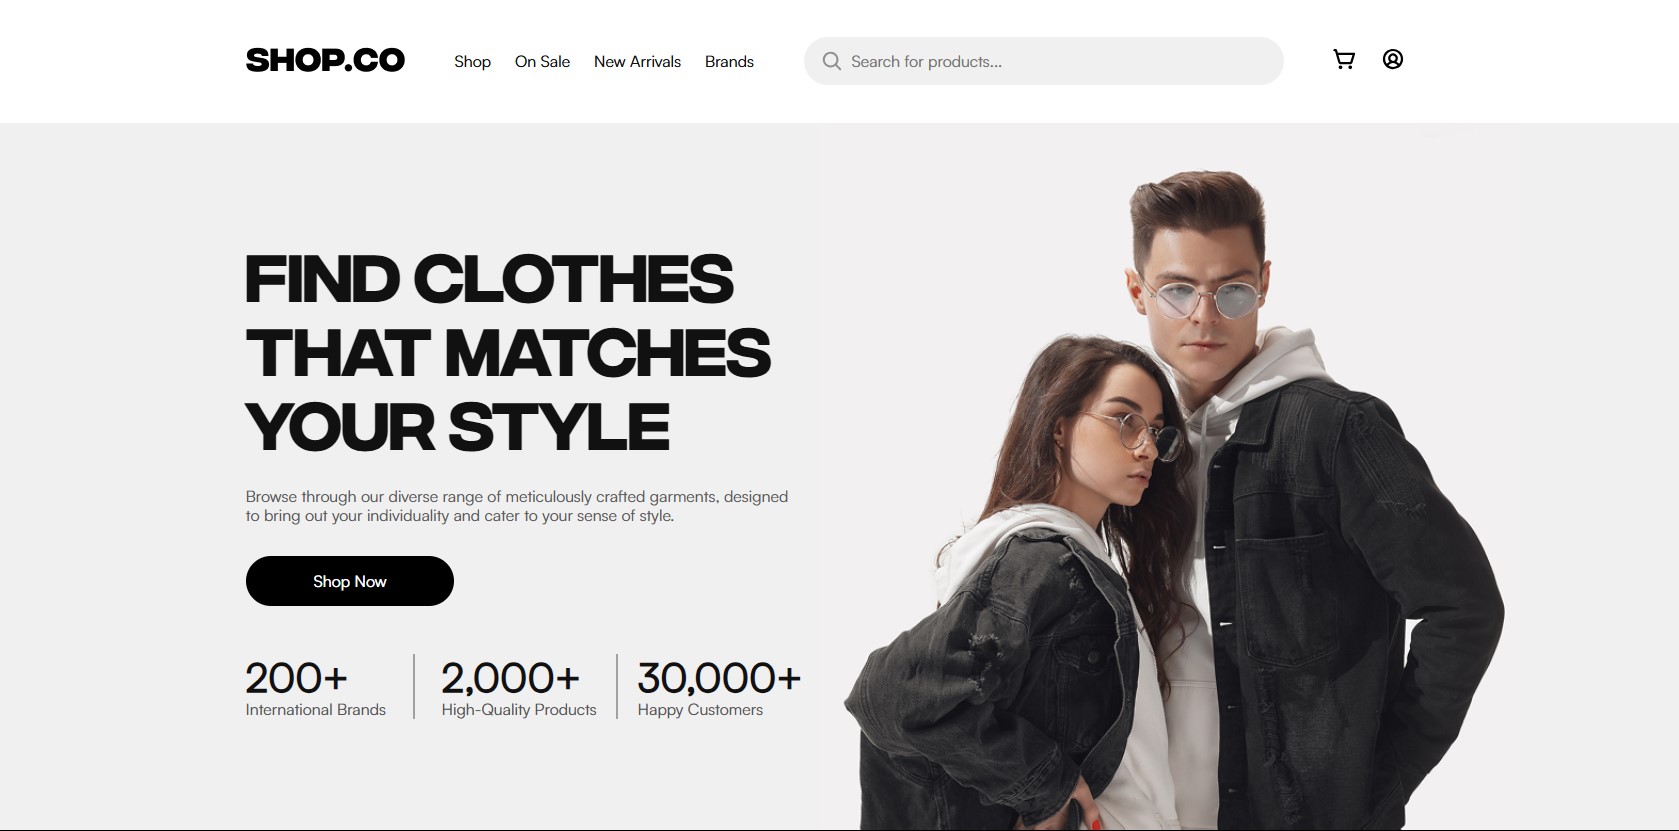 SHOP.CO
Shop On Sale New Arrivals Brands
Search for products...
FIND CLOTHES
THAT MATCHES
YOUR STYLE
Browse through our diverse range of meticulously crafted garments, designed
to bring out your individuality and cater to your sense of style.
Shop Now
200+ 2,000+ 30,000+
International Brands High-Quality Products Happy Customers